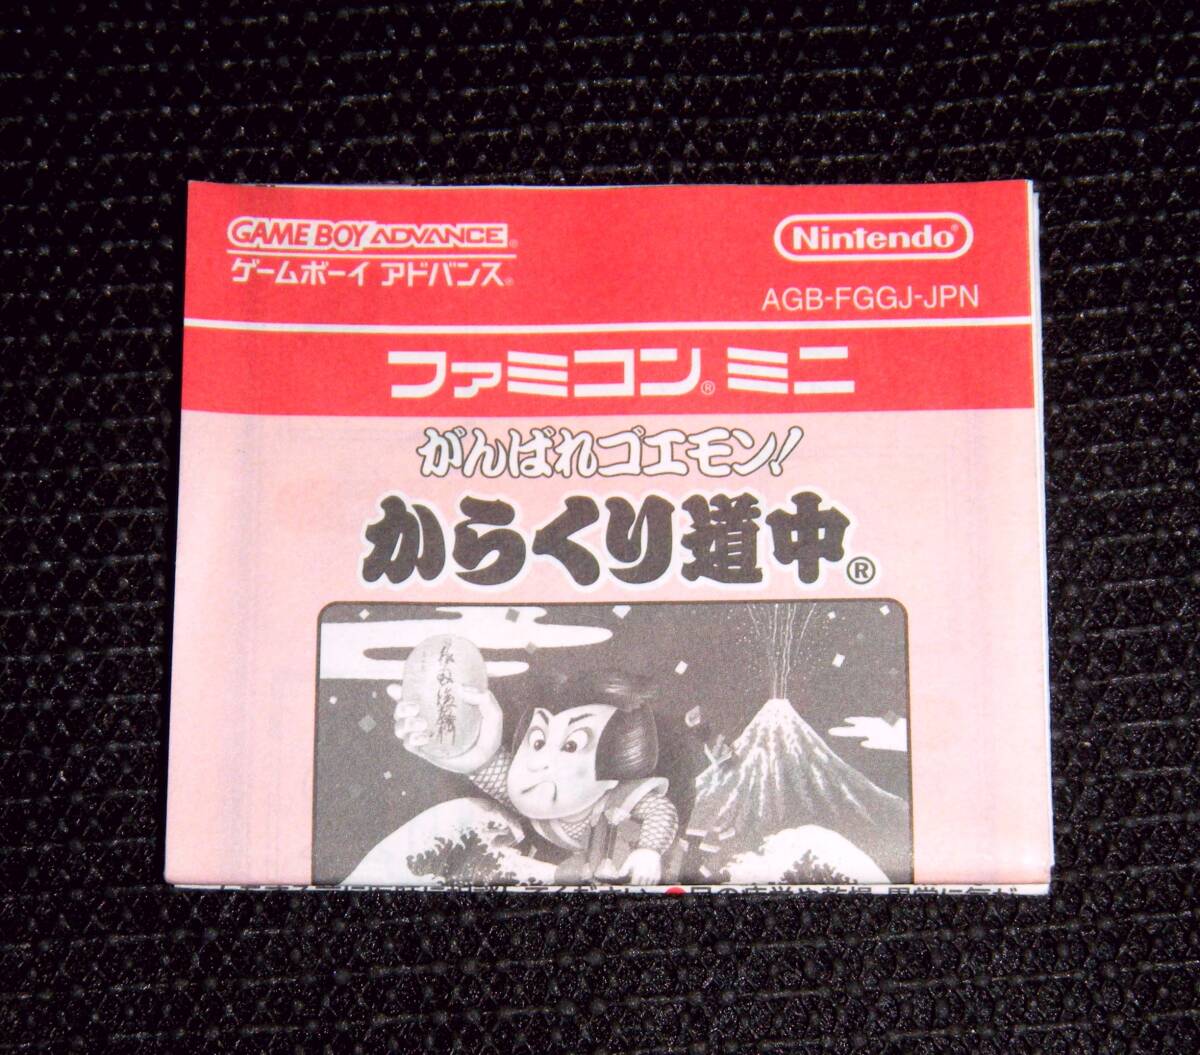 GAME BOY ADVANCE®
ゲームボーイ アドバンス®
Nintendo®
AGB-FGGJ-JPN
ファミコン®ミニ
がんばれゴエモン!
からくり道中®